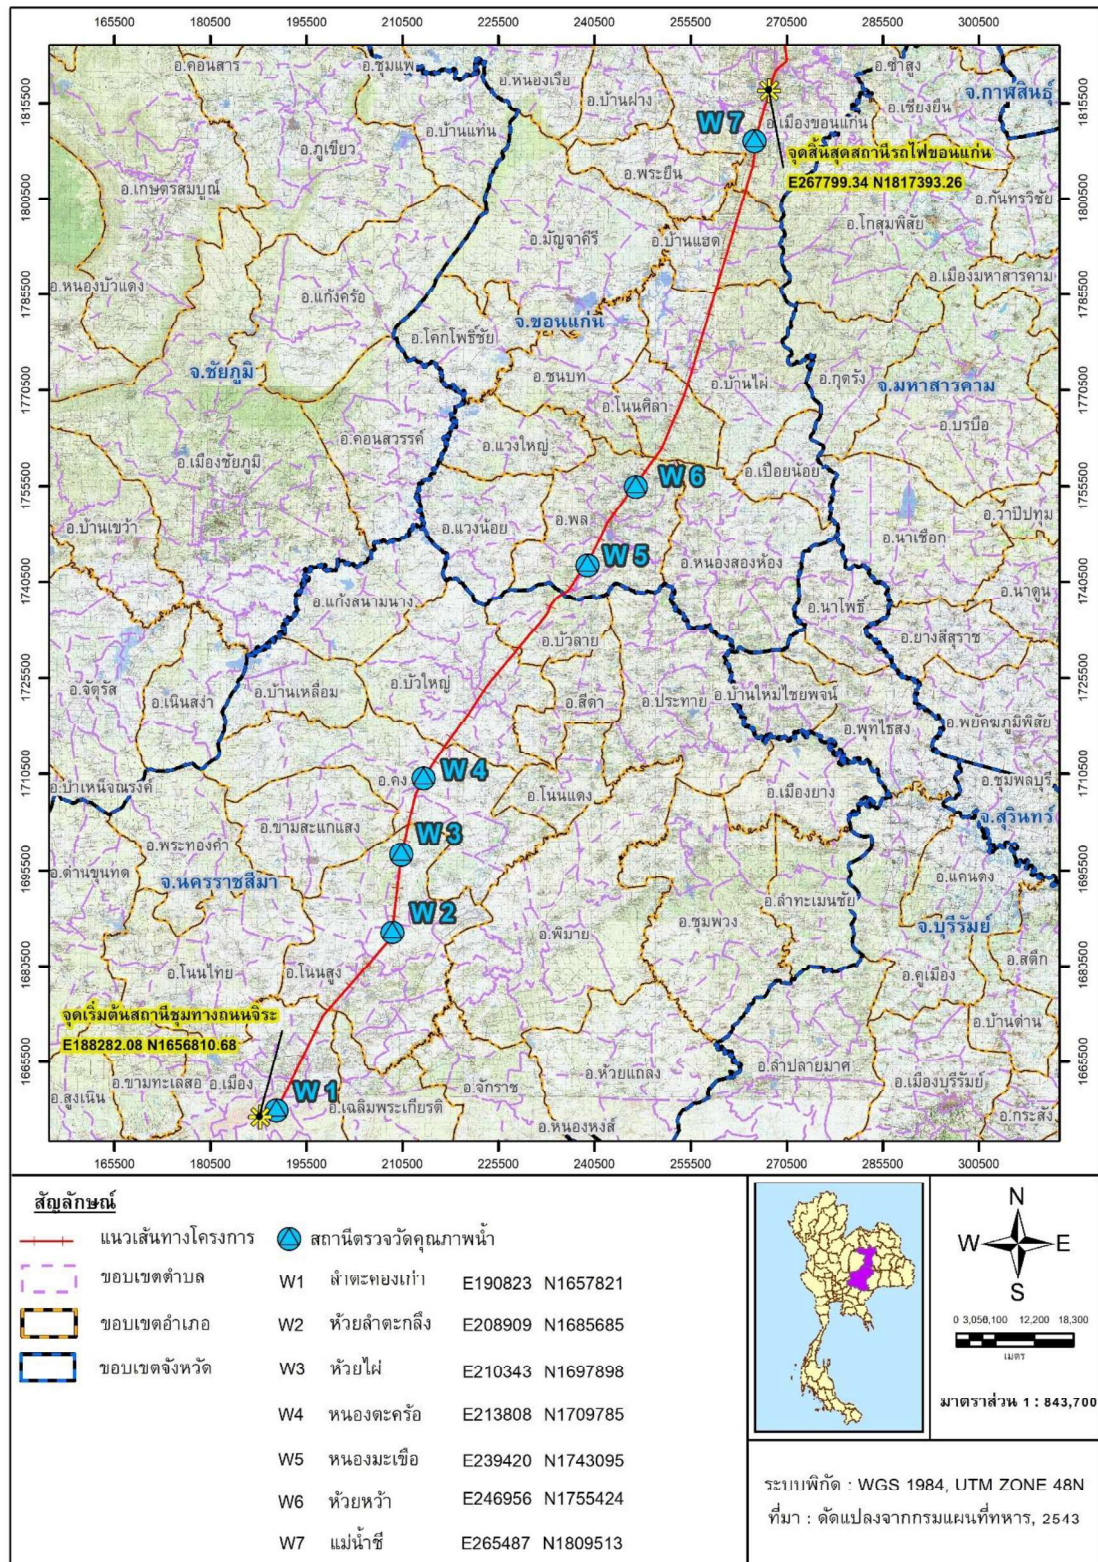 165500 180500 195500 210500 225500 240500 255500 270500 285500 300500
อ.คอนสาร
อ.ชุมแพ
อ.หนองเรือ
อ.ซำสูง
1815500
อ.บ้านฝาง
อ.เชียงยืน
จ.กาฬสินธุ์
1815500
อ.บ้านแท่น
W 7
อ.เมืองขอนแก่น
อ.ภูเขียว
จุดสิ้นสุดสถานีรถไฟขอนแก่น
อ.เกษตรสมบูรณ์
อ.พระยืน
E267799.34 N1817393.26
1800500
อ.กันทรวิชัย
1800500
อ.มัญจาคีรี
อ.บ้านแฮด
อ.โกสุมพิสัย
อ.หนองบัวแดง
อ.แก้งคร้อ
อ.เมืองมหาสารคาม
1785500
1785500
จ.ขอนแก่น
อ.โคกโพธิ์ชัย
จ.ชัยภูมิ
อ.ชนบท
อ.บ้านไผ่
อ.กุดรัง
จ.มหาสารคาม
1770500
1770500
อ.โนนศิลา
อ.บรบือ
อ.คอนสวรรค์
อ.แวงใหญ่
อ.เมืองชัยภูมิ
อ.เปือยน้อย
1755500
W 6
1755500
อ.บ้านเขว้า
อ.แวงน้อย
อ.พล
อ.วาปีปทุม
อ.นาเชือก
W 5
อ.หนองสองห้อง
1740500
1740500
อ.แก้งสนามนาง
อ.นาโพธิ์
อ.นาดูน
อ.บัวลาย
อ.ยางสีสุราช
1725500
1725500
อ.จัตุรัส
อ.เนินสง่า
อ.บ้านเหลื่อม
อ.บัวใหญ่
อ.สีดา
อ.ประทาย
อ.บ้านใหม่ไชยพจน์
อ.พุทไธสง
อ.พยัคฆภูมิพิสัย
1710500
อ.บำเหน็จณรงค์
อ.คง
W 4
อ.โนนแดง
อ.เมืองยาง
อ.ชุมพลบุรี
1710500
จ.สุรินทร์
อ.พระทองคำ
อ.ขามสะแกแสง
W 3
1695500
อ.ด่านขุนทด
จ.นครราชสีมา
อ.แคนดง
1695500
W 2
อ.ชุมพวง
อ.ลำทะเมนชัย
จ.บุรีรัมย์
อ.พิมาย
1683500
อ.โนนไทย
อ.โนนสูง
อ.คูเมือง
อ.สตึก
1683500
จุดเริ่มต้นสถานีชุมทางถนนจิระ
E188282.08 N1656810.68
อ.บ้านด่าน
1665500
1665500
อ.สูงเนิน
อ.ขามทะเลสอ
อ.เมือง
W 1
อ.เฉลิมพระเกียรติ
อ.จักราช
อ.ห้วยแถลง
อ.ลำปลายมาศ
อ.เมืองบุรีรัมย์
อ.กระสัง
อ.หนองหงส์
165500 180500 195500 210500 225500 240500 255500 270500 285500 300500
สัญลักษณ์
แนวเส้นทางโครงการ
ขอบเขตตำบล
ขอบเขตอำเภอ
ขอบเขตจังหวัด
สถานีตรวจวัดคุณภาพน้ำ
W1 ลำตะคองเก่า E190823 N1657821
W2 ห้วยลำตะกลึง E208909 N1685685
W3 ห้วยไผ่ E210343 N1697898
W4 หนองตะคร้อ E213808 N1709785
W5 หนองมะเขือ E239420 N1743095
W6 ห้วยหว้า E246956 N1755424
W7 แม่น้ำชี E265487 N1809513
N
W E
S
0 3,050 6,100 12,200 18,300
เมตร
มาตราส่วน 1 : 843,700
ระบบพิกัด : WGS 1984, UTM ZONE 48N
ที่มา : ดัดแปลงจากกรมแผนที่ทหาร, 2543